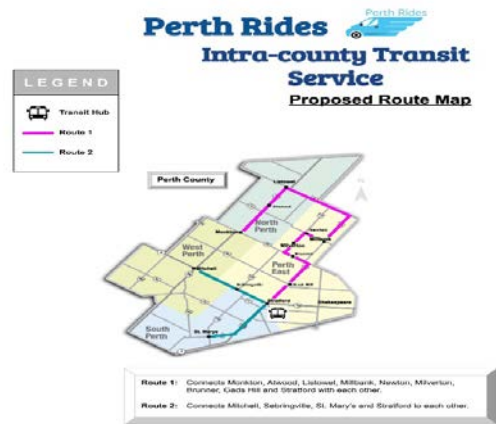 Perth Rides
Perth Rides
Intra-county Transit
Service
Proposed Route Map
LEGEND
Transit Hub
Route 1
Route 2
Perth County
Listowel
North
Perth
West
Perth
Mitchell
Perth
East
Stratford
Shakespeare
South
Perth
St. Marys
Route 1: Connects Monkton, Atwood, Listowel, Millbank, Newton, Milverton,
Brunner, Gads Hill and Stratford with each other.
Route 2: Connects Mitchell, Sebringville, St. Mary's and Stratford to each other.